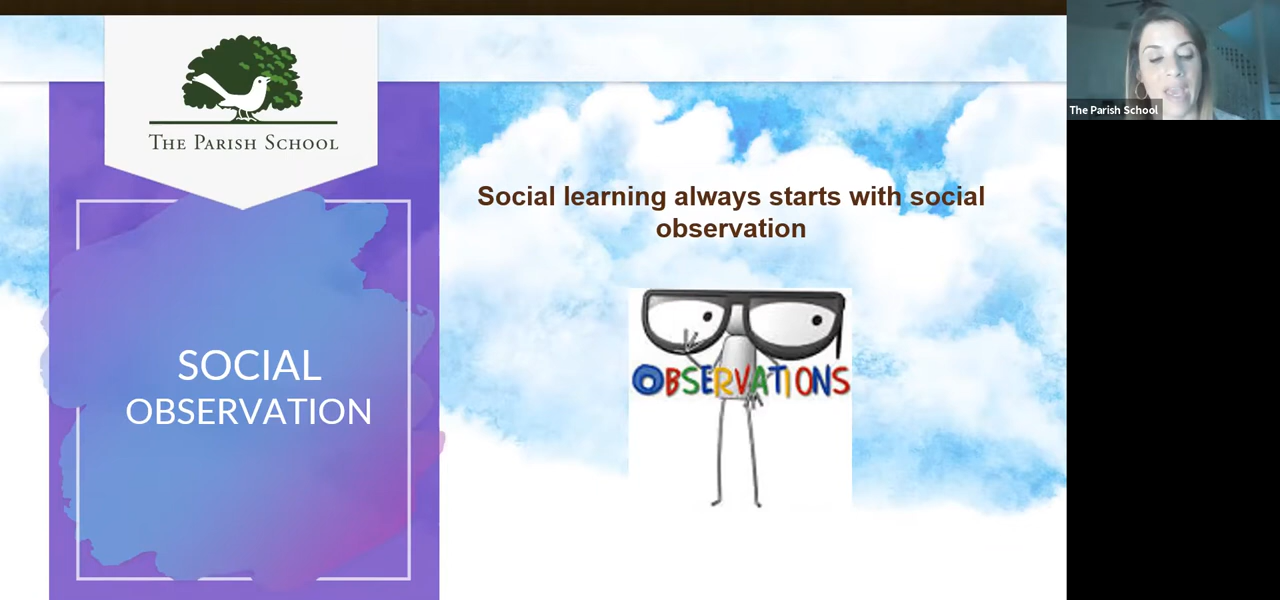 The Parish School
SOCIAL
OBSERVATION
Social learning always starts with social
observation
OBSERVATIONS
The Parish School